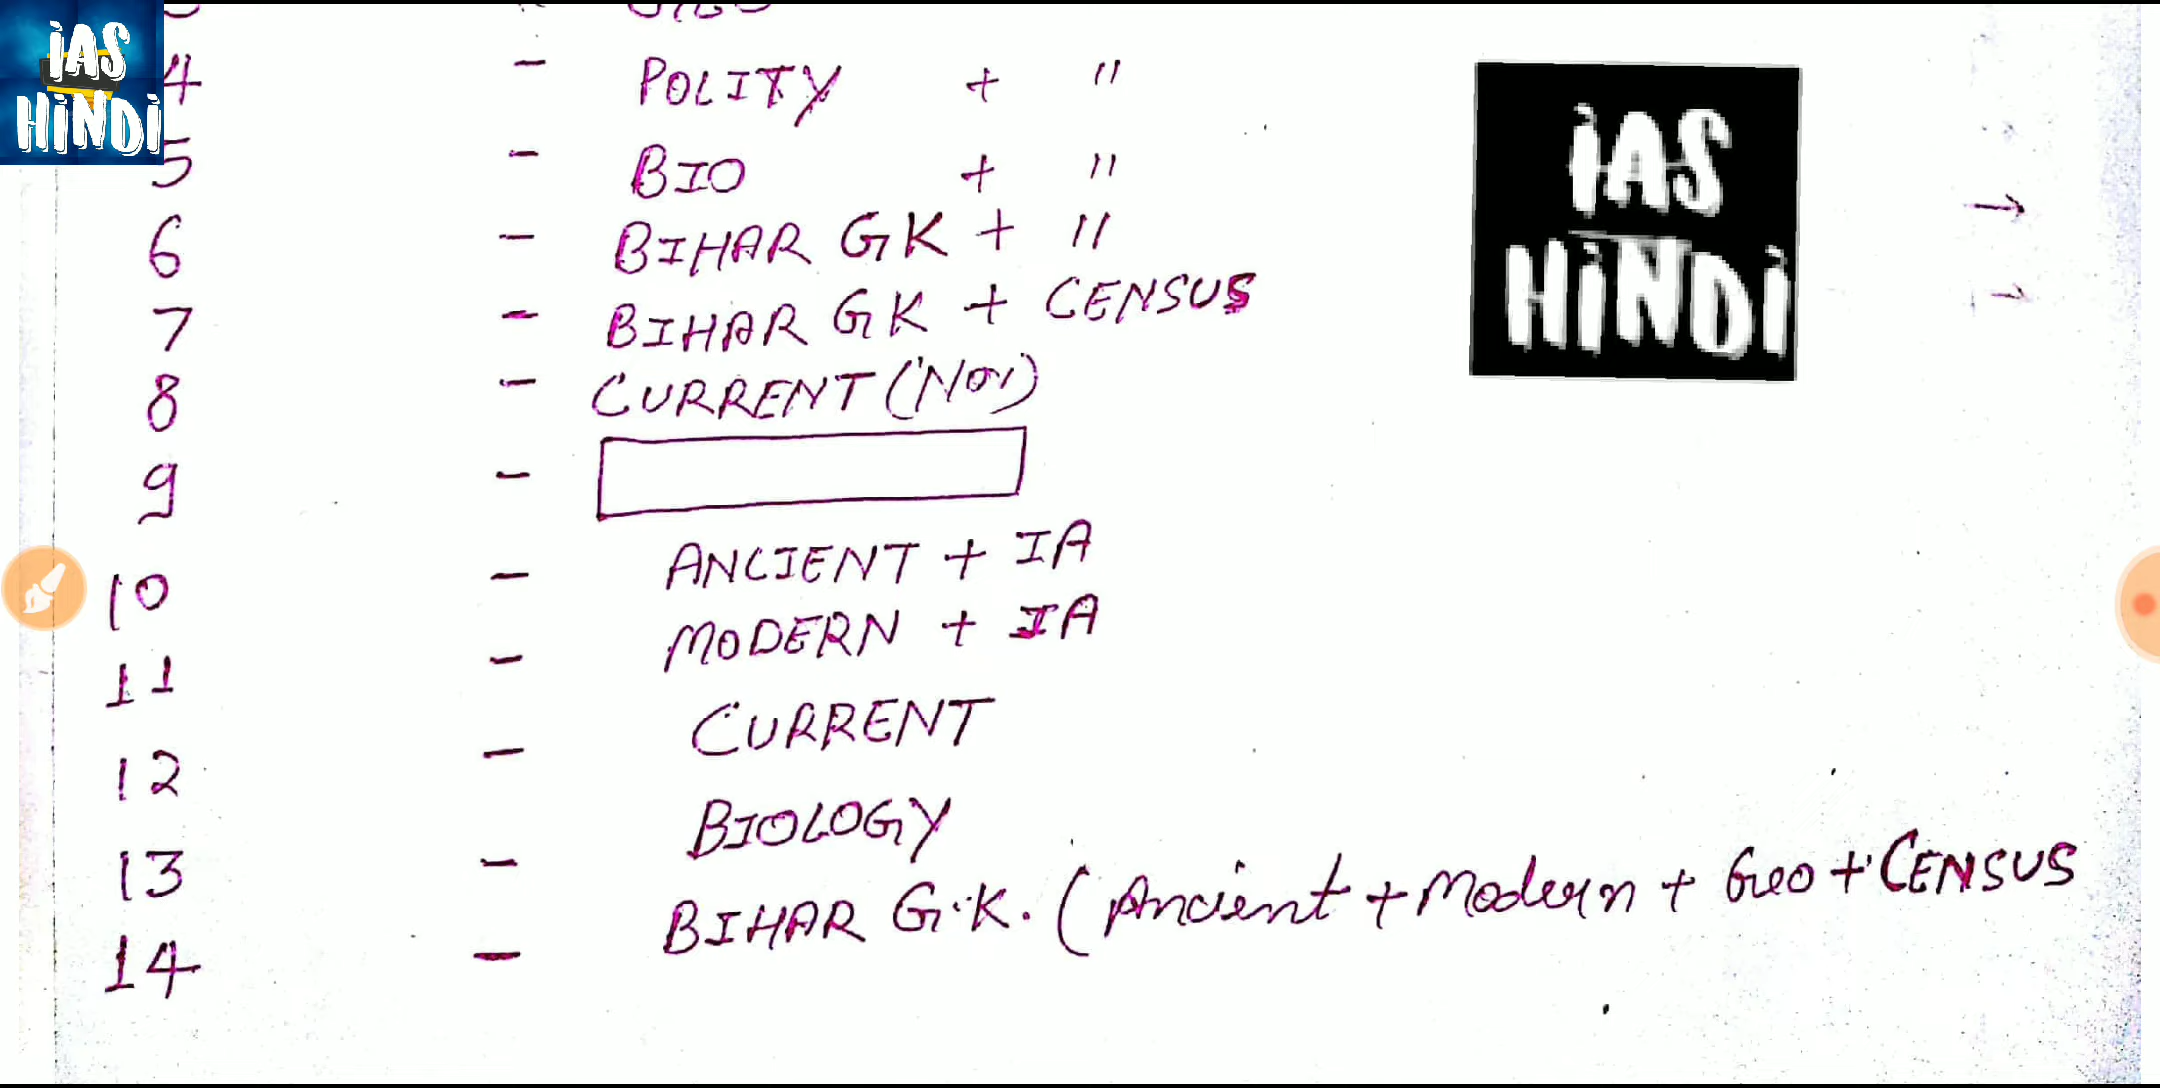 iAS
HiNDi
4 - POLITY + "
5 - BIO + "
6 - BIHAR GK + "
7 - BIHAR GK + CENSUS
8 - CURRENT (Nov)
9 -
10 - ANCIENT + IA
11 - MODERN + IA
12 - CURRENT
13 - BIOLOGY
14 - BIHAR G.K. (Ancient + Modern + Geo + CENSUS
iAS
HiNDi